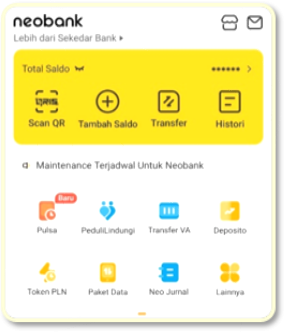 neobank
Lebih dari Sekedar Bank
Total Saldo ••••••
QRIS
Scan QR Tambah Saldo Transfer Histori
Maintenance Terjadwal Untuk Neobank
Baru
Pulsa PeduliLindungi Transfer VA Deposito
Token PLN Paket Data Neo Jurnal Lainnya